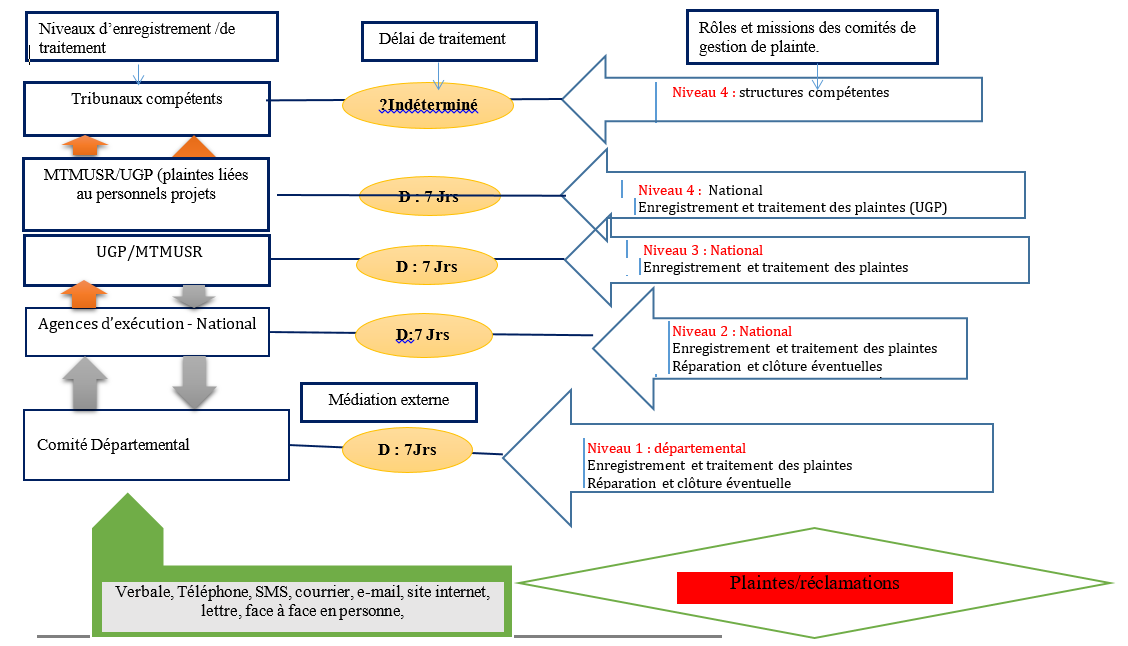 Niveaux d’enregistrement /de
traitement
Délai de traitement
Rôles et missions des comités de
gestion de plainte.
Tribunaux compétents
?Indéterminé
Niveau 4 : structures compétentes
MTMUSR/UGP (plaintes liées
au personnels projets
D : 7 Jrs
Niveau 4 : National
Enregistrement et traitement des plaintes (UGP)
UGP/MTMUSR
D : 7 Jrs
Niveau 3 : National
Enregistrement et traitement des plaintes
Agences d’exécution - National
D:7 Jrs
Niveau 2 : National
Enregistrement et traitement des plaintes
Réparation et clôture éventuelles
Médiation externe
Comité Départemental
D : 7Jrs
Niveau 1 : départemental
Enregistrement et traitement des plaintes
Réparation et clôture éventuelle
Verbale, Téléphone, SMS, courrier, e-mail, site internet,
lettre, face à face en personne,
Plaintes/réclamations